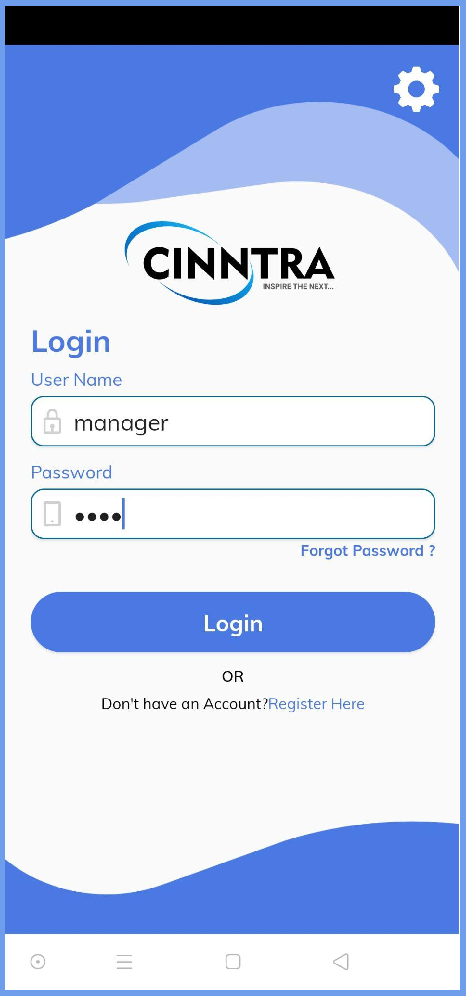 CINNTRA
INSPIRE THE NEXT...
Login
User Name
manager
Password
••••
Forgot Password ?
Login
OR
Don't have an Account?Register Here